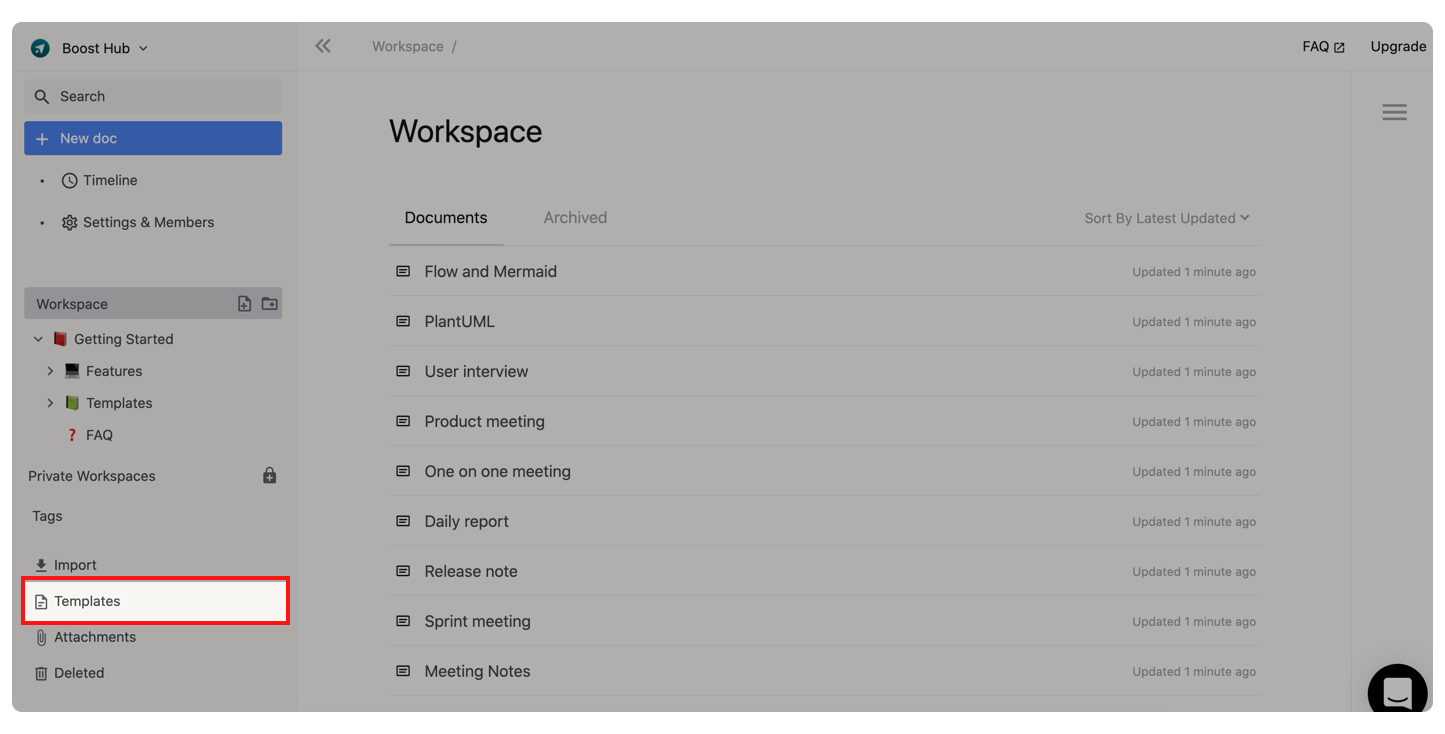 Boost Hub
Search
New doc
Timeline
Settings & Members
Workspace
Getting Started
Features
Templates
FAQ
Private Workspaces
Tags
Import
Templates
Attachments
Deleted
Workspace /
FAQ
Upgrade
Workspace
Documents Archived Sort By Latest Updated
Flow and Mermaid Updated 1 minute ago
PlantUML Updated 1 minute ago
User interview Updated 1 minute ago
Product meeting Updated 1 minute ago
One on one meeting Updated 1 minute ago
Daily report Updated 1 minute ago
Release note Updated 1 minute ago
Sprint meeting Updated 1 minute ago
Meeting Notes Updated 1 minute ago